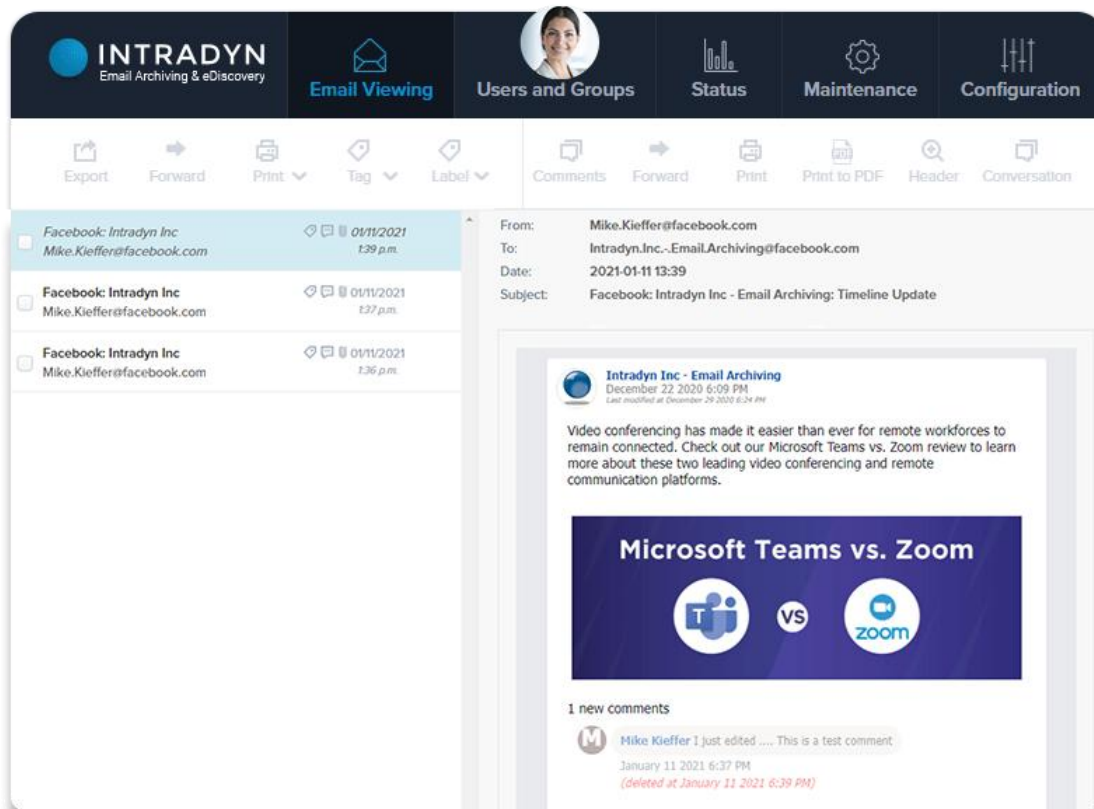 INTRADYN
Email Archiving & eDiscovery
Email Viewing
Users and Groups
Status
Maintenance
Configuration
Export
Forward
Print
Tag
Label
Comments
Forward
Print
Print to PDF
Header
Conversation
Facebook: Intradyn Inc
01/11/2021
Mike.Kieffer@facebook.com
1:39 p.m.
Facebook: Intradyn Inc
01/11/2021
Mike.Kieffer@facebook.com
1:37 p.m.
Facebook: Intradyn Inc
01/11/2021
Mike.Kieffer@facebook.com
1:36 p.m.
From: Mike.Kieffer@facebook.com
To: Intradyn.Inc.-.Email.Archiving@facebook.com
Date: 2021-01-11 13:39
Subject: Facebook: Intradyn Inc - Email Archiving: Timeline Update
Intradyn Inc - Email Archiving
December 22 2020 6:09 PM
Last modified at December 29 2020 6:24 PM
Video conferencing has made it easier than ever for remote workforces to
remain connected. Check out our Microsoft Teams vs. Zoom review to learn
more about these two leading video conferencing and remote
communication platforms.
Microsoft Teams vs. Zoom
T
VS
zoom
1 new comments
M
Mike Kieffer I just edited .... This is a test comment
January 11 2021 6:37 PM
(deleted at January 11 2021 6:39 PM)